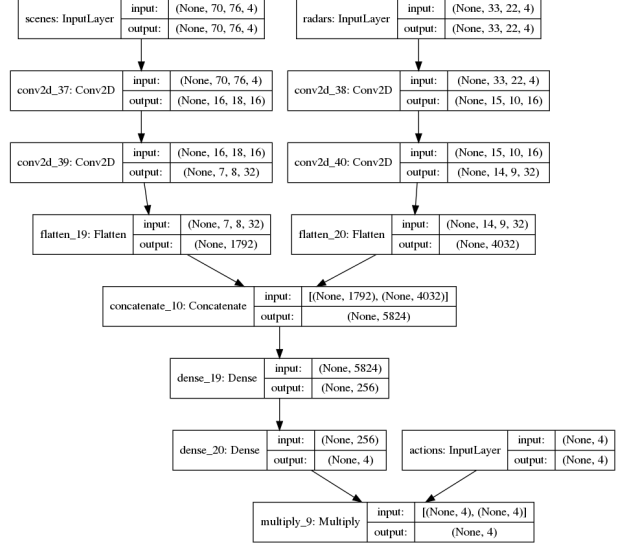 scenes: InputLayer
input: (None, 70, 76, 4)
output: (None, 70, 76, 4)
radars: InputLayer
input: (None, 33, 22, 4)
output: (None, 33, 22, 4)
conv2d_37: Conv2D
input: (None, 70, 76, 4)
output: (None, 16, 18, 16)
conv2d_38: Conv2D
input: (None, 33, 22, 4)
output: (None, 15, 10, 16)
conv2d_39: Conv2D
input: (None, 16, 18, 16)
output: (None, 7, 8, 32)
conv2d_40: Conv2D
input: (None, 15, 10, 16)
output: (None, 14, 9, 32)
flatten_19: Flatten
input: (None, 7, 8, 32)
output: (None, 1792)
flatten_20: Flatten
input: (None, 14, 9, 32)
output: (None, 4032)
concatenate_10: Concatenate
input: [(None, 1792), (None, 4032)]
output: (None, 5824)
dense_19: Dense
input: (None, 5824)
output: (None, 256)
dense_20: Dense
input: (None, 256)
output: (None, 4)
actions: InputLayer
input: (None, 4)
output: (None, 4)
multiply_9: Multiply
input: [(None, 4), (None, 4)]
output: (None, 4)